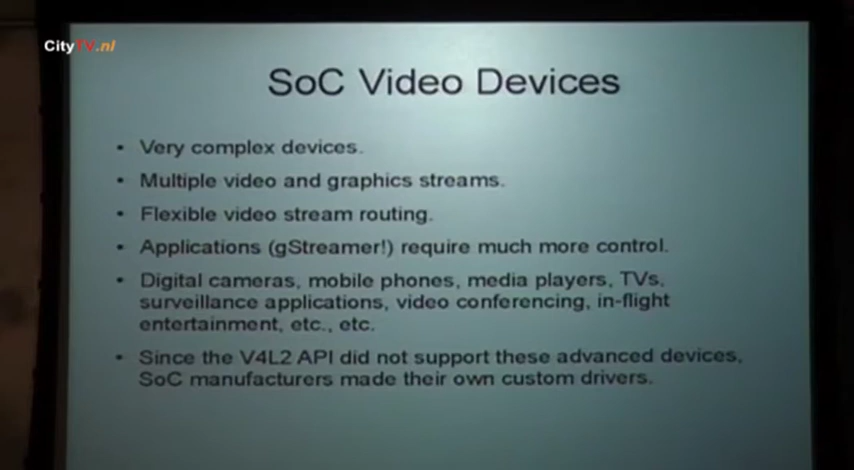 CityTV.nl
SoC Video Devices
• Very complex devices.
• Multiple video and graphics streams.
• Flexible video stream routing.
• Applications (gStreamer!) require much more control.
• Digital cameras, mobile phones, media players, TVs,
surveillance applications, video conferencing, in-flight
entertainment, etc., etc.
• Since the V4L2 API did not support these advanced devices,
SoC manufacturers made their own custom drivers.